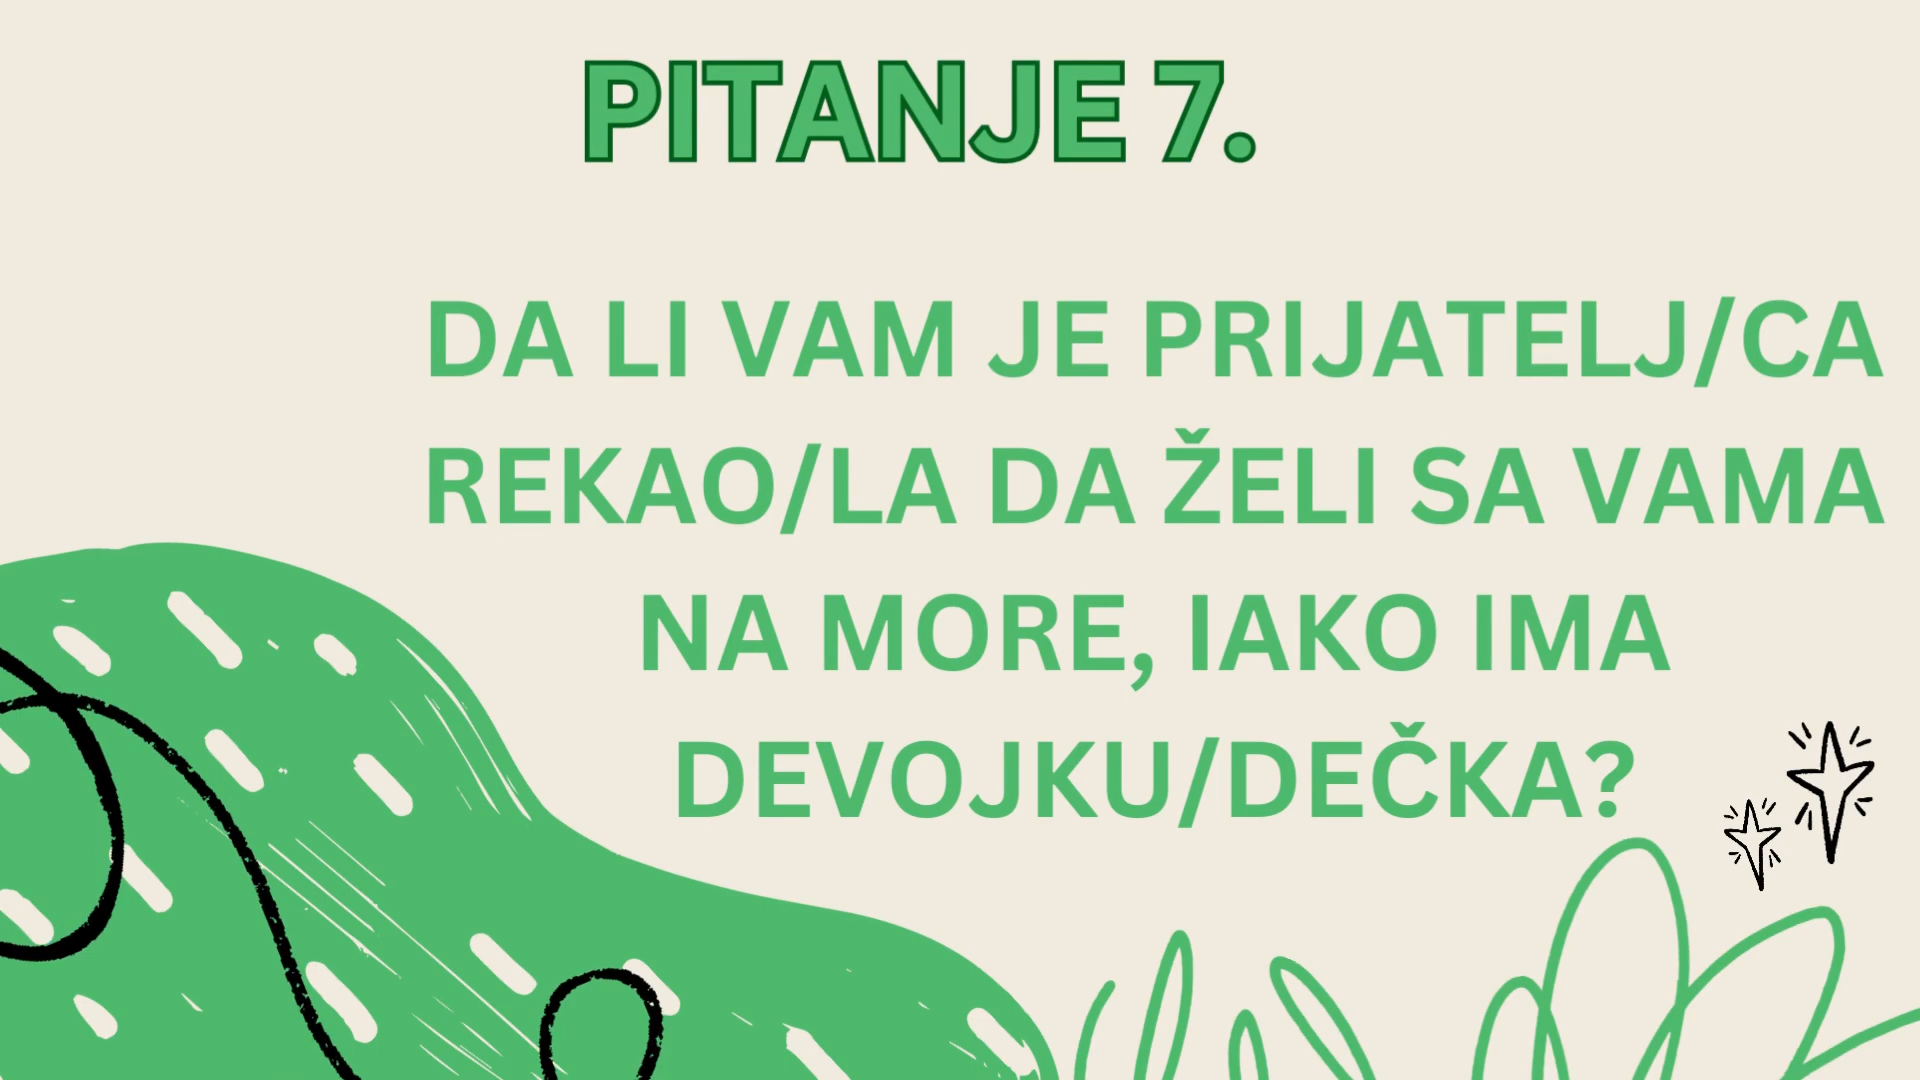 PITANJE 7.
DA LI VAM JE PRIJATELJ/CA
REKAO/LA DA ŽELI SA VAMA
NA MORE, IAKO IMA
DEVOJKU/DEČKA?